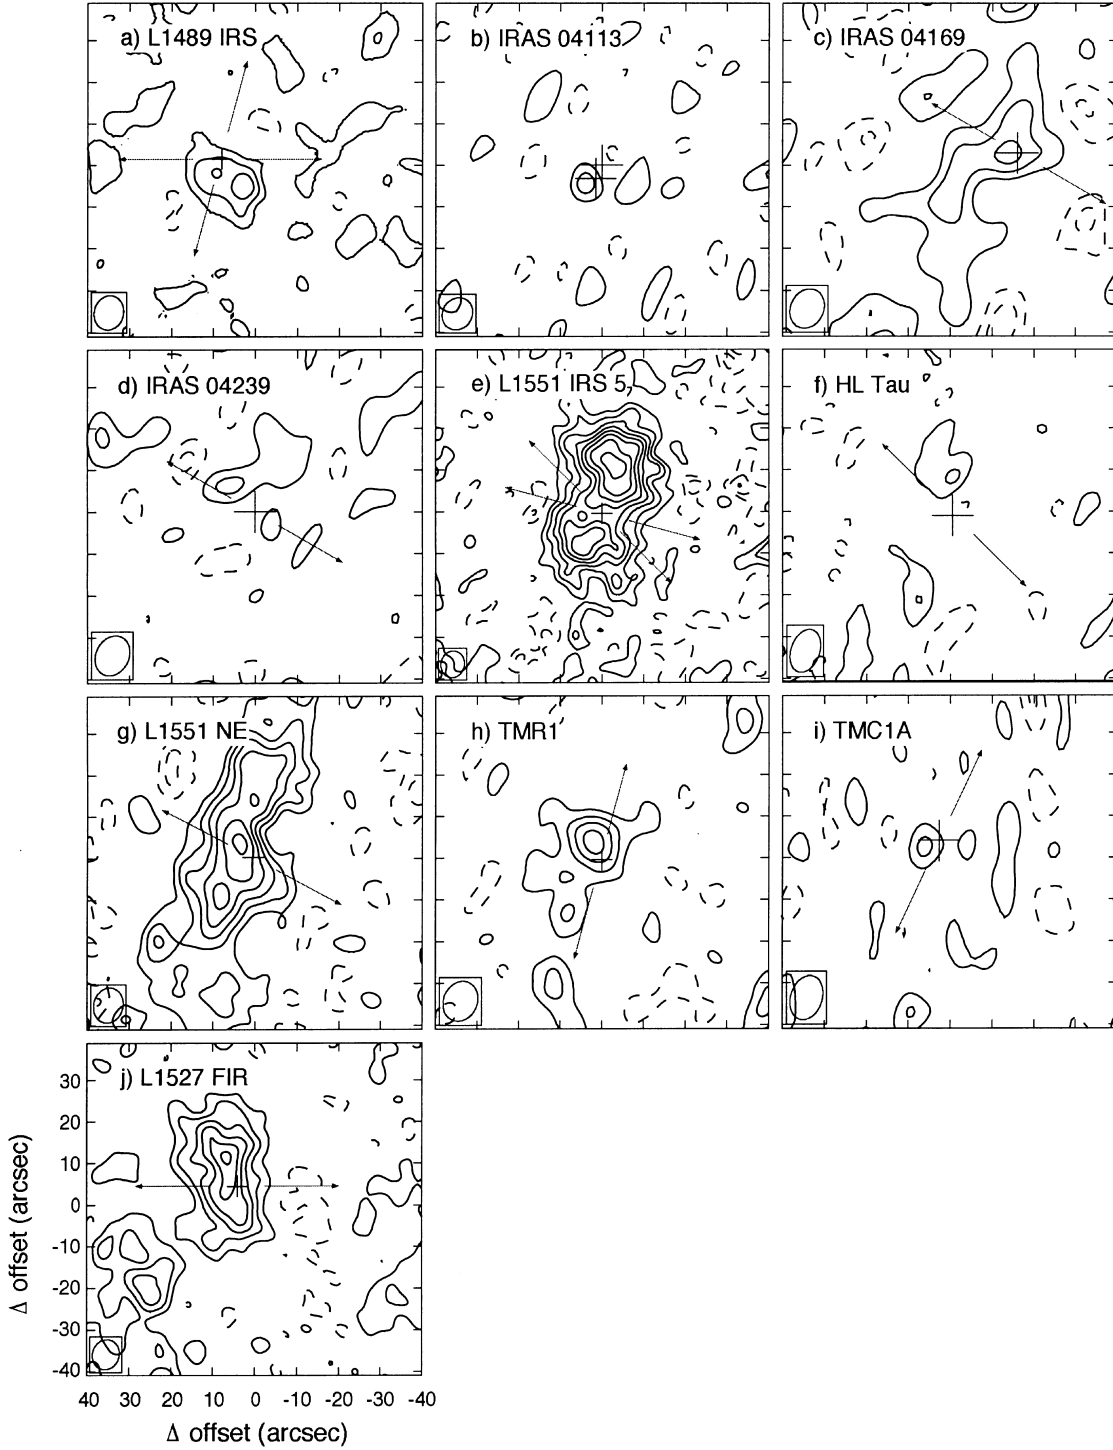 a) L1489 IRS
b) IRAS 04113
c) IRAS 04169
d) IRAS 04239
e) L1551 IRS 5
f) HL Tau
g) L1551 NE
h) TMR1
i) TMC1A
j) L1527 FIR
30
20
10
0
-10
-20
-30
-40
Δ offset (arcsec)
40 30 20 10 0 -10 -20 -30 -40
Δ offset (arcsec)